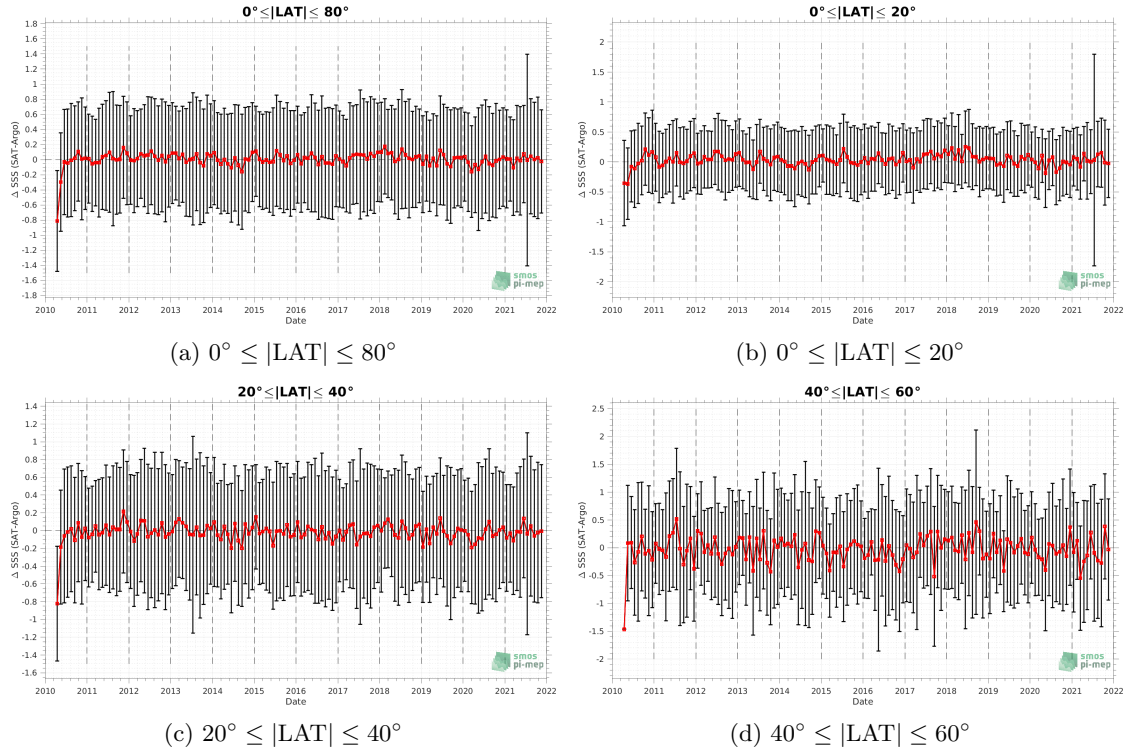 0°≤|LAT|≤ 80°
Δ SSS (SAT-Argo)
1.8
1.6
1.4
1.2
1
0.8
0.6
0.4
0.2
0
-0.2
-0.4
-0.6
-0.8
-1
-1.2
-1.4
-1.6
-1.8
smos
pi-mep
2010 2011 2012 2013 2014 2015 2016 2017 2018 2019 2020 2021 2022
Date
(a) 0° ≤ |LAT| ≤ 80°
0°≤|LAT|≤ 20°
Δ SSS (SAT-Argo)
2
1.5
1
0.5
0
-0.5
-1
-1.5
-2
smos
pi-mep
2010 2011 2012 2013 2014 2015 2016 2017 2018 2019 2020 2021 2022
Date
(b) 0° ≤ |LAT| ≤ 20°
20°≤|LAT|≤ 40°
Δ SSS (SAT-Argo)
1.4
1.2
1
0.8
0.6
0.4
0.2
0
-0.2
-0.4
-0.6
-0.8
-1
-1.2
-1.4
-1.6
smos
pi-mep
2010 2011 2012 2013 2014 2015 2016 2017 2018 2019 2020 2021 2022
Date
(c) 20° ≤ |LAT| ≤ 40°
40°≤|LAT|≤ 60°
Δ SSS (SAT-Argo)
2.5
2
1.5
1
0.5
0
-0.5
-1
-1.5
-2
smos
pi-mep
2010 2011 2012 2013 2014 2015 2016 2017 2018 2019 2020 2021 2022
Date
(d) 40° ≤ |LAT| ≤ 60°